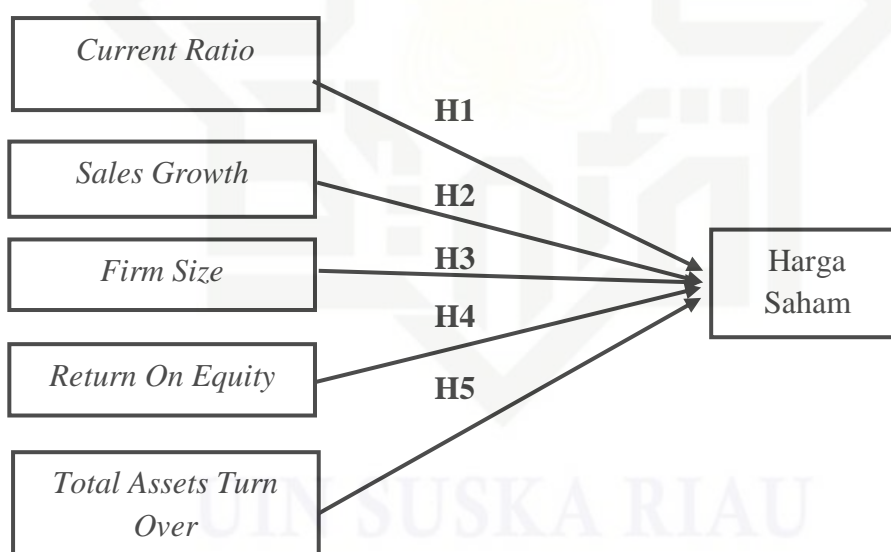 Current Ratio
H1
Sales Growth
H2
Firm Size
H3
Harga
Saham
H4
Return On Equity
H5
Total Assets Turn
Over
UIN SUSKA RIAU